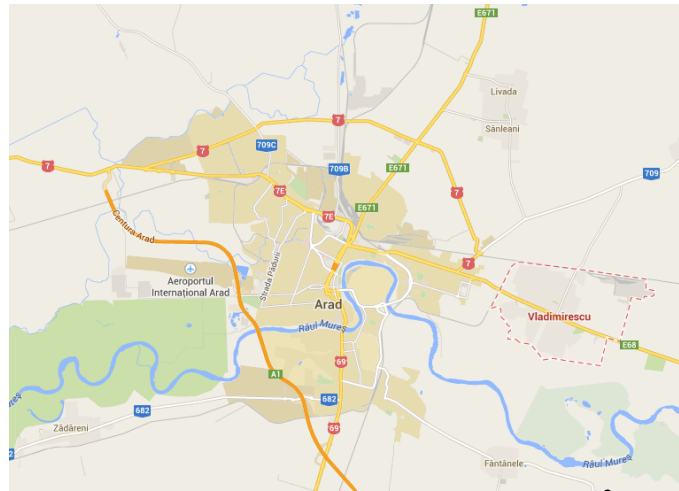 E671
Livada
7
Sânleani
709C
7
7
E671
709B
709
7
7E
7
7E
E671
Centura Arad
Strada Pădurii
7
Aeroportul
Internațional Arad
Arad
Vladimirescu
Râul Mureș
E68
69
A1
682
682
Zădăreni
69
Fântânele
Râul Mureș